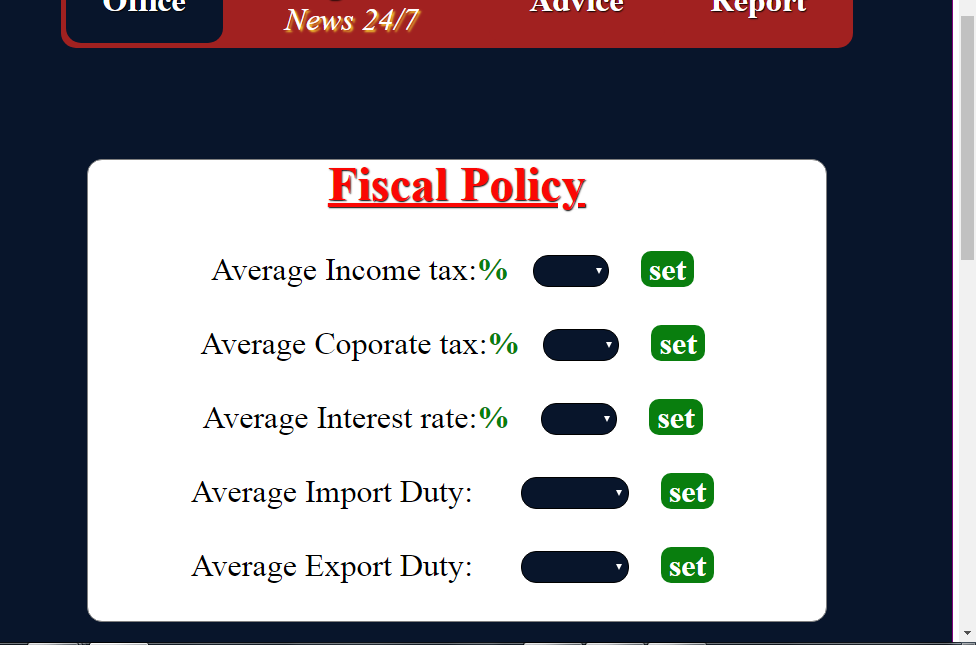 Office
News 24/7
Advice
Report
Fiscal Policy
Average Income tax:% set
Average Coporate tax:% set
Average Interest rate:% set
Average Import Duty: set
Average Export Duty: set